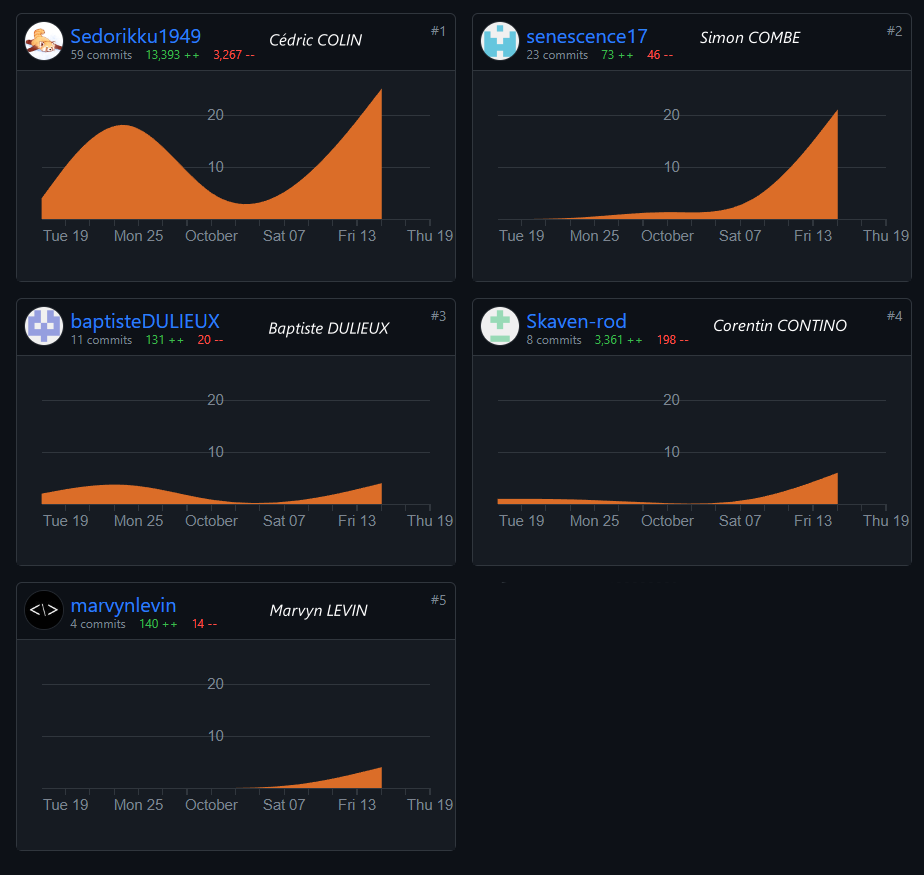 Sedorikku1949 Cédric COLIN #1
59 commits 13,393 ++ 3,267 --
20
10
Tue 19 Mon 25 October Sat 07 Fri 13 Thu 19
senescence17 Simon COMBE #2
23 commits 73 ++ 46 --
20
10
Tue 19 Mon 25 October Sat 07 Fri 13 Thu 19
baptisteDULIEUX Baptiste DULIEUX #3
11 commits 131 ++ 20 --
20
10
Tue 19 Mon 25 October Sat 07 Fri 13 Thu 19
Skaven-rod Corentin CONTINO #4
8 commits 3,361 ++ 198 --
20
10
Tue 19 Mon 25 October Sat 07 Fri 13 Thu 19
<\> marvynlevin Marvyn LEVIN #5
4 commits 140 ++ 14 --
20
10
Tue 19 Mon 25 October Sat 07 Fri 13 Thu 19